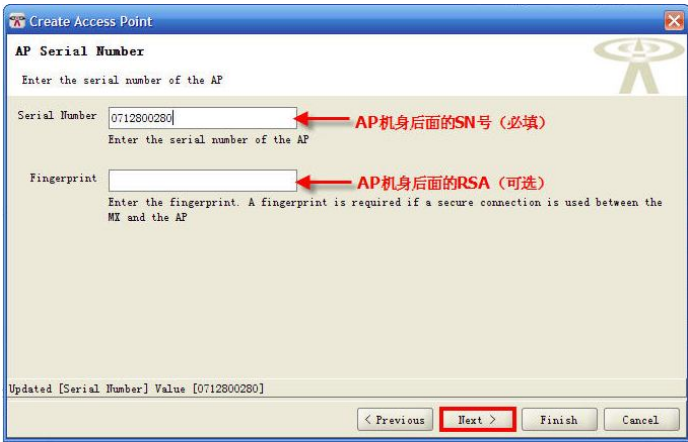 Create Access Point
AP Serial Number
Enter the serial number of the AP
Serial Number 0712800280 AP机身后面的SN号（必填）
Enter the serial number of the AP
Fingerprint AP机身后面的RSA（可选）
Enter the fingerprint. A fingerprint is required if a secure connection is used between the
MX and the AP
Updated [Serial Number] Value [0712800280]
< Previous Next > Finish Cancel